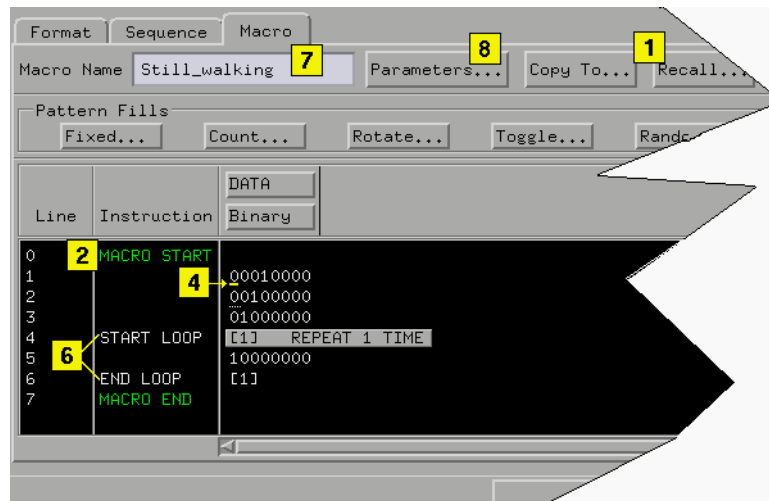 Format Sequence Macro
Macro Name Still_walking 7 Parameters... 8 Copy To... 1 Recall...
Pattern Fills
Fixed... Count... Rotate... Toggle...
DATA
Line Instruction Binary
0 2 MACRO START
1 4 00010000
2 00100000
3 01000000
4 START LOOP [1] REPEAT 1 TIME
5 6 10000000
6 END LOOP [1]
7 MACRO END